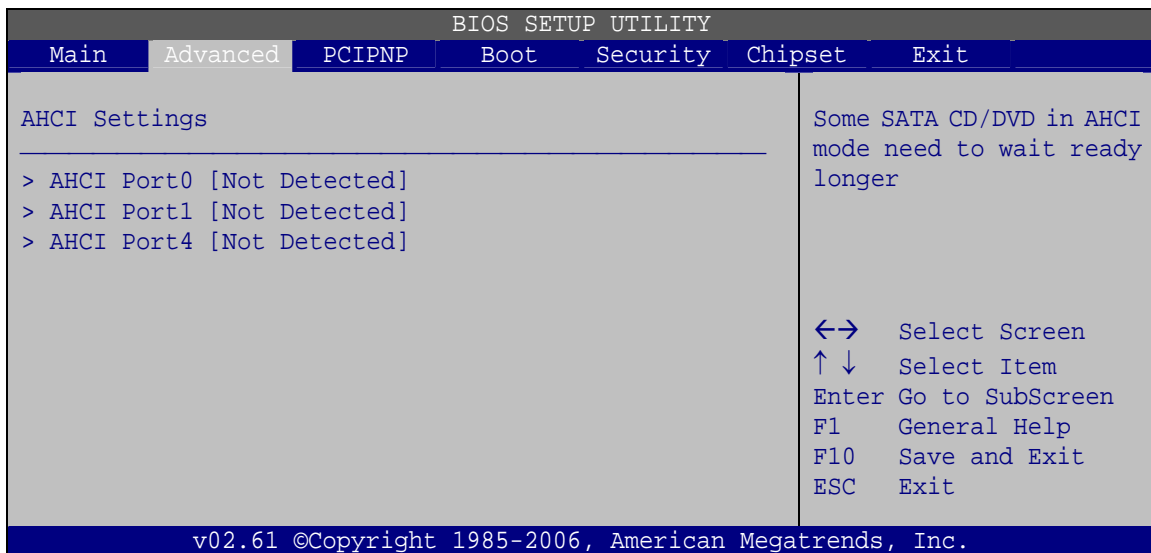 BIOS SETUP UTILITY
Main Advanced PCIPNP Boot Security Chipset Exit
AHCI Settings
> AHCI Port0 [Not Detected]
> AHCI Port1 [Not Detected]
> AHCI Port4 [Not Detected]
Some SATA CD/DVD in AHCI
mode need to wait ready
longer
←→ Select Screen
↑ ↓ Select Item
Enter Go to SubScreen
F1 General Help
F10 Save and Exit
ESC Exit
v02.61 ©Copyright 1985-2006, American Megatrends, Inc.